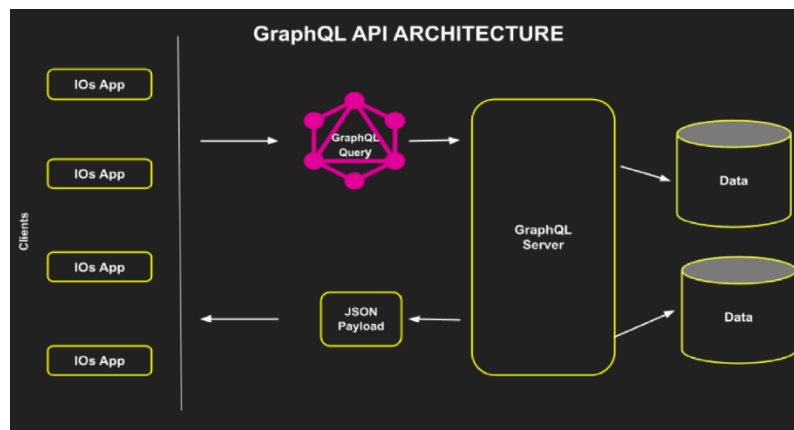 GraphQL API ARCHITECTURE
Clients
IOs App
IOs App
IOs App
IOs App
GraphQL
Query
GraphQL
Server
JSON
Payload
Data
Data